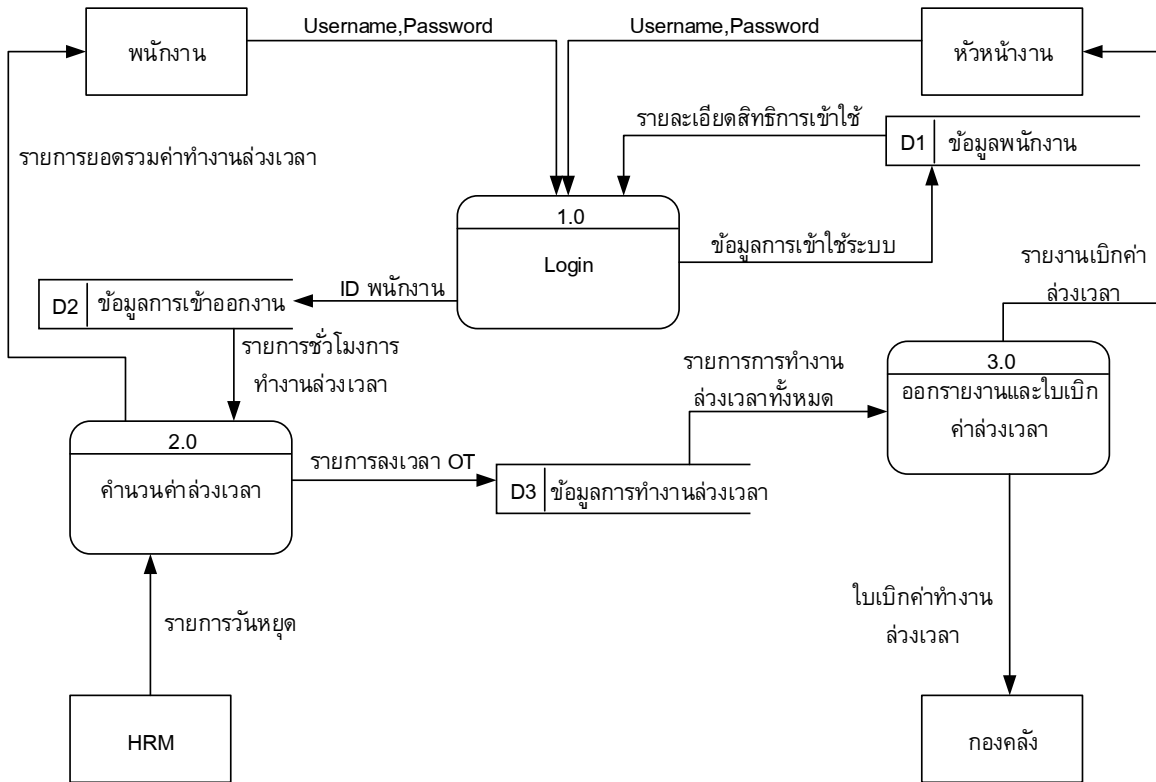 Username,Password
Username,Password
พนักงาน
หัวหน้างาน
รายละเอียดสิทธิการเข้าใช้
D1
ข้อมูลพนักงาน
รายการยอดรวมค่าทำงานล่วงเวลา
1.0
Login
ข้อมูลการเข้าใช้ระบบ
รายงานเบิกค่า
ล่วงเวลา
ID พนักงาน
D2
ข้อมูลการเข้าออกงาน
รายการชั่วโมงการ
ทำงานล่วงเวลา
รายการการทำงาน
ล่วงเวลาทั้งหมด
3.0
ออกรายงานและใบเบิก
ค่าล่วงเวลา
2.0
คำนวนค่าล่วงเวลา
รายการลงเวลา OT
D3
ข้อมูลการทำงานล่วงเวลา
รายการวันหยุด
ใบเบิกค่าทำงาน
ล่วงเวลา
HRM
กองคลัง